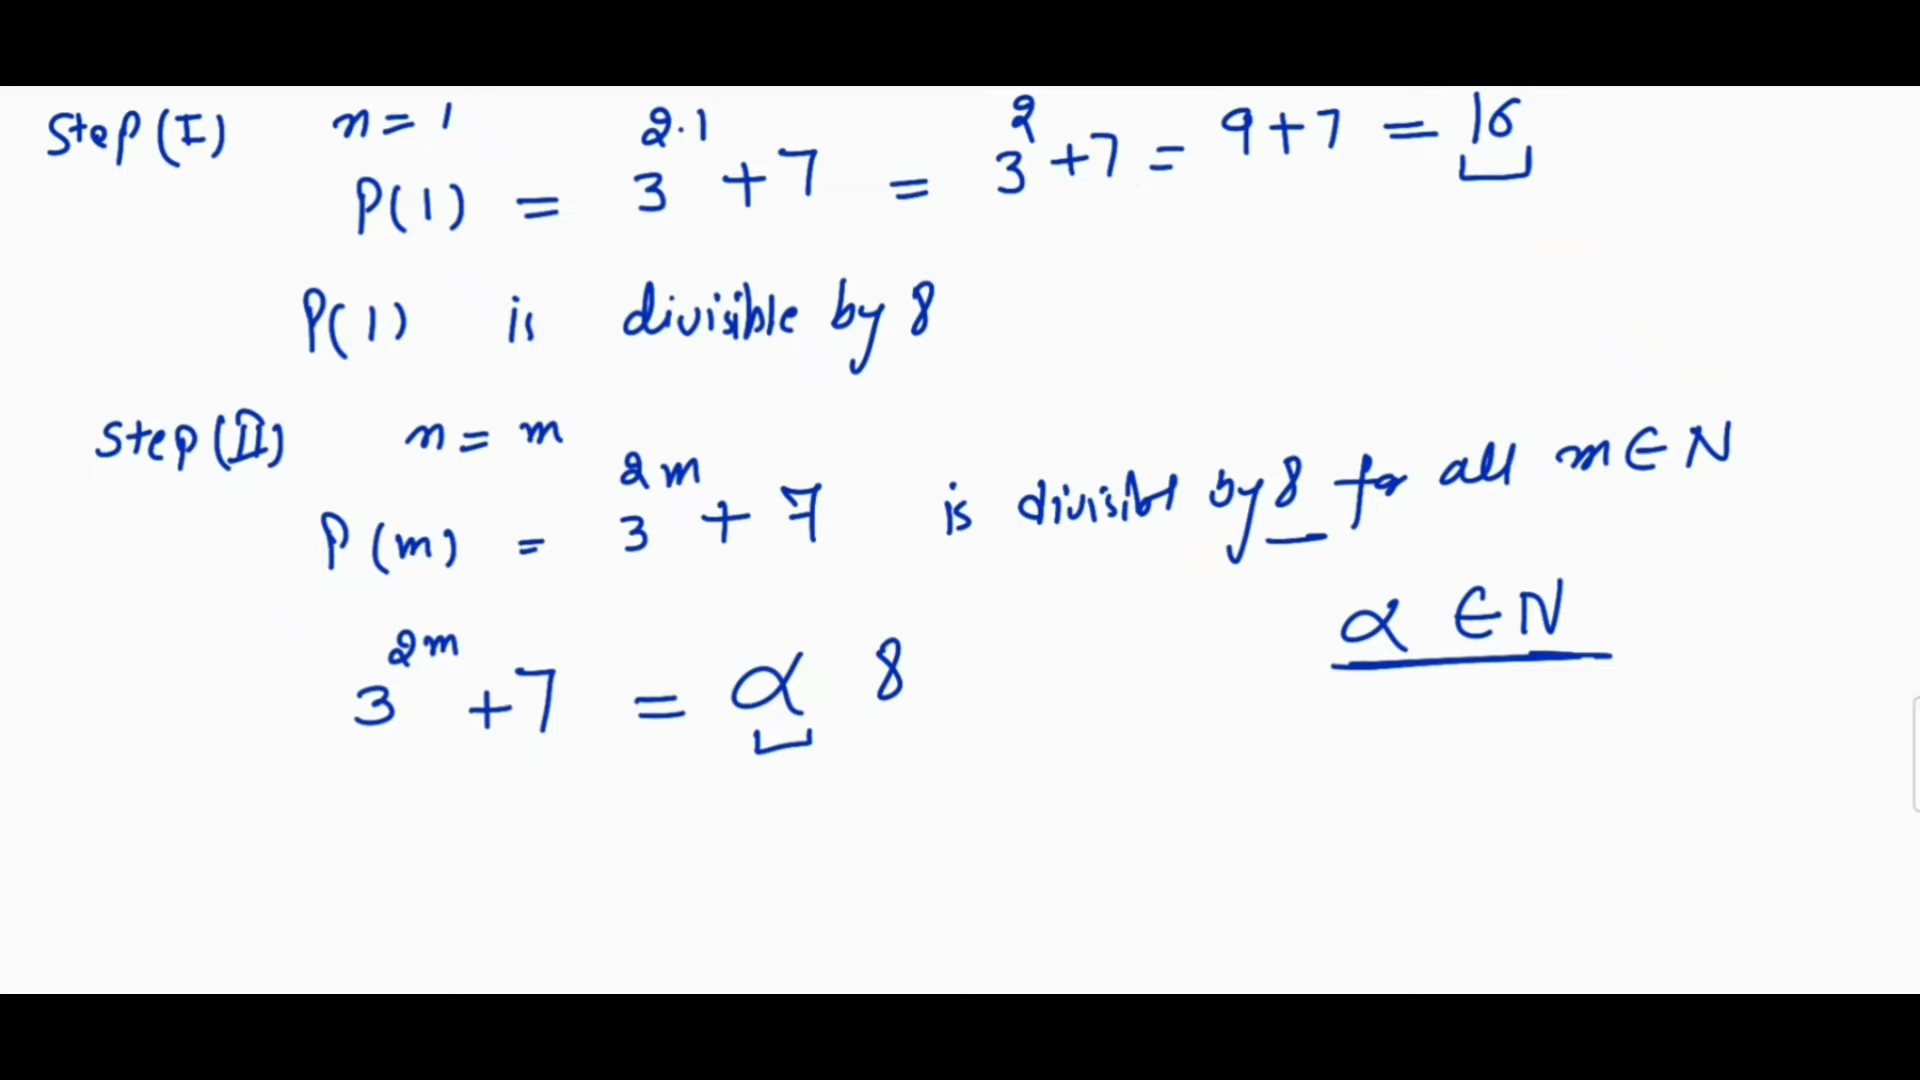 Step (I) n = 1
P(1) = 3^{2·1} + 7 = 3^2 + 7 = 9 + 7 = 16
P(1) is divisible by 8
Step (II) n = m
P(m) = 3^{2m} + 7 is divisible by 8 for all m ∈ N
3^{2m} + 7 = α 8
α ∈ N